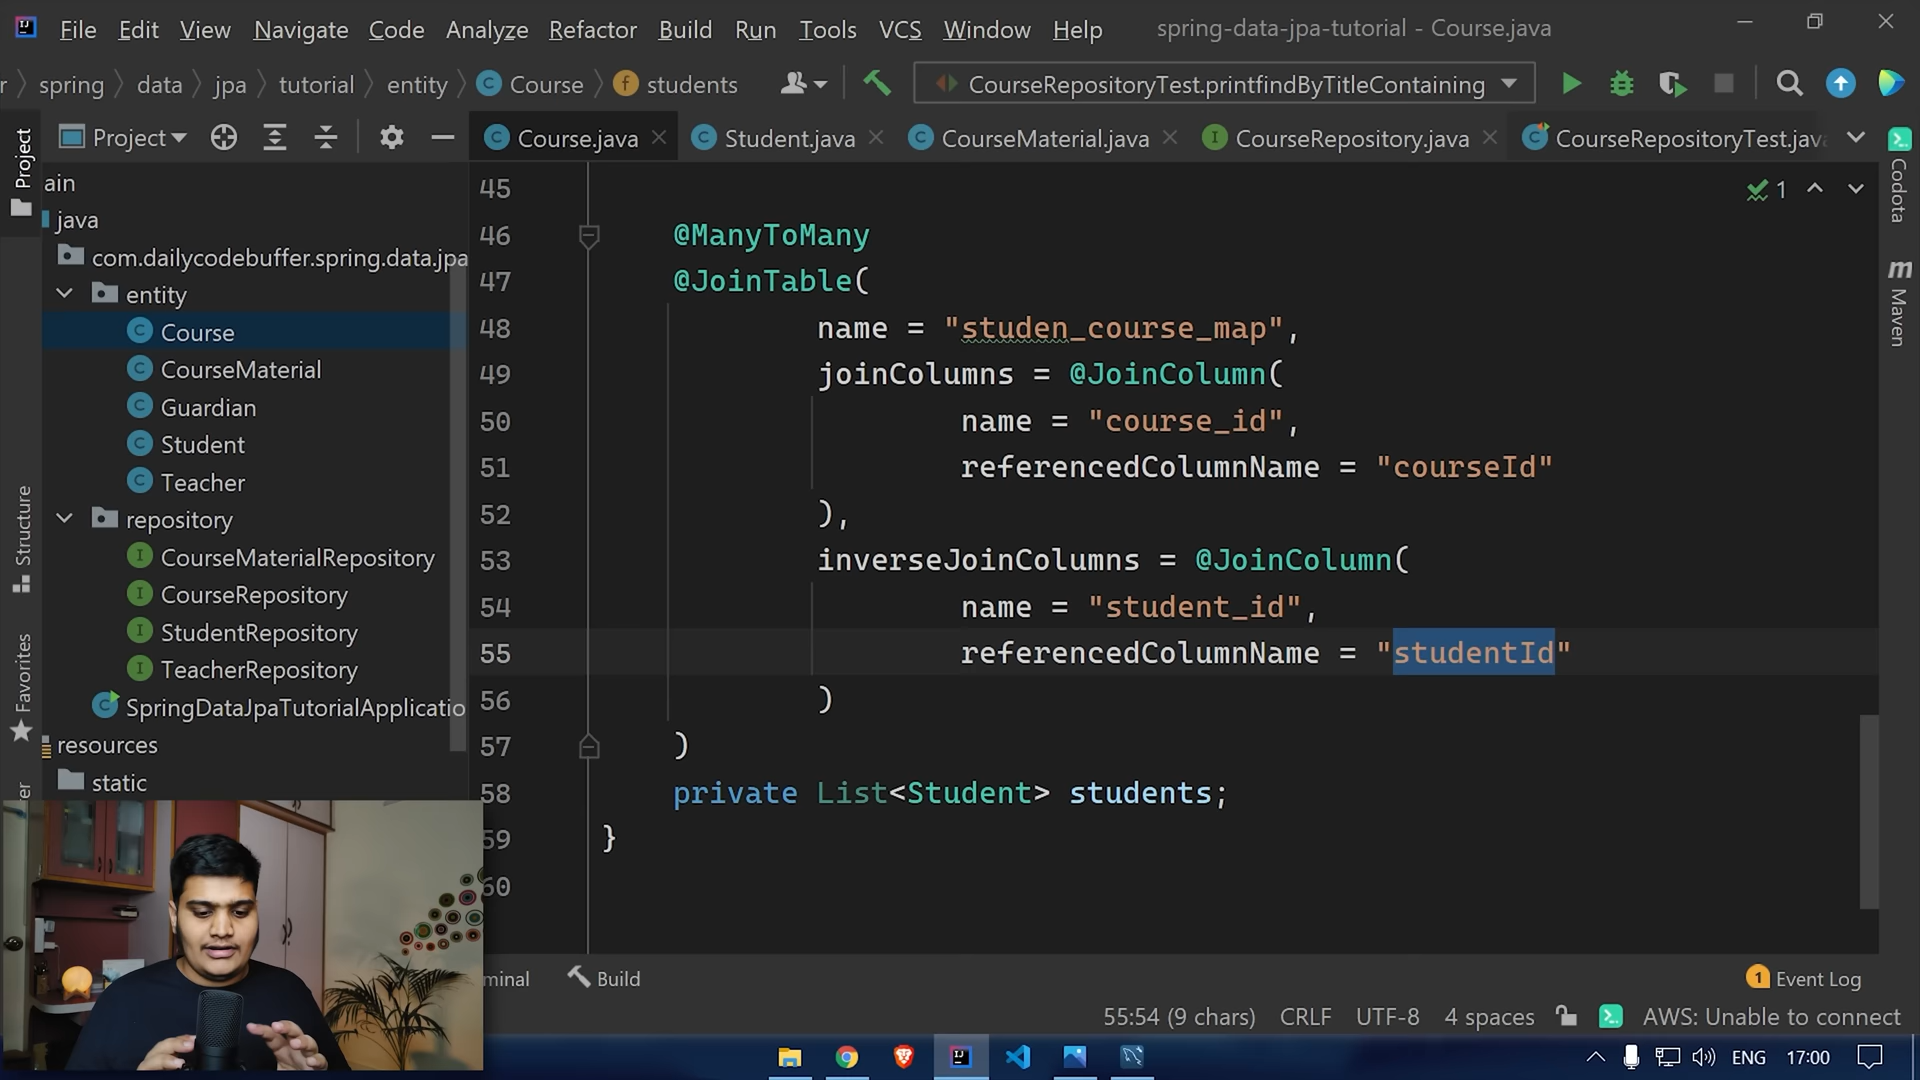 File Edit View Navigate Code Analyze Refactor Build Run Tools VCS Window Help spring-data-jpa-tutorial - Course.java
spring data jpa tutorial entity Course students CourseRepositoryTest.printfindByTitleContaining
Project Course.java Student.java CourseMaterial.java CourseRepository.java CourseRepositoryTest.java
Project
Structure
Favorites
ain
java
com.dailycodebuffer.spring.data.jpa
entity
Course
CourseMaterial
Guardian
Student
Teacher
repository
CourseMaterialRepository
CourseRepository
StudentRepository
TeacherRepository
SpringDataJpaTutorialApplicatio
resources
static
1
45
46 @ManyToMany
47 @JoinTable(
48 name = "studen_course_map",
49 joinColumns = @JoinColumn(
50 name = "course_id",
51 referencedColumnName = "courseId"
52 ),
53 inverseJoinColumns = @JoinColumn(
54 name = "student_id",
55 referencedColumnName = "studentId"
56 )
57 )
58 private List<Student> students;
59 }
60
Codota
Maven
minal Build 1 Event Log
55:54 (9 chars) CRLF UTF-8 4 spaces AWS: Unable to connect
ENG 17:00